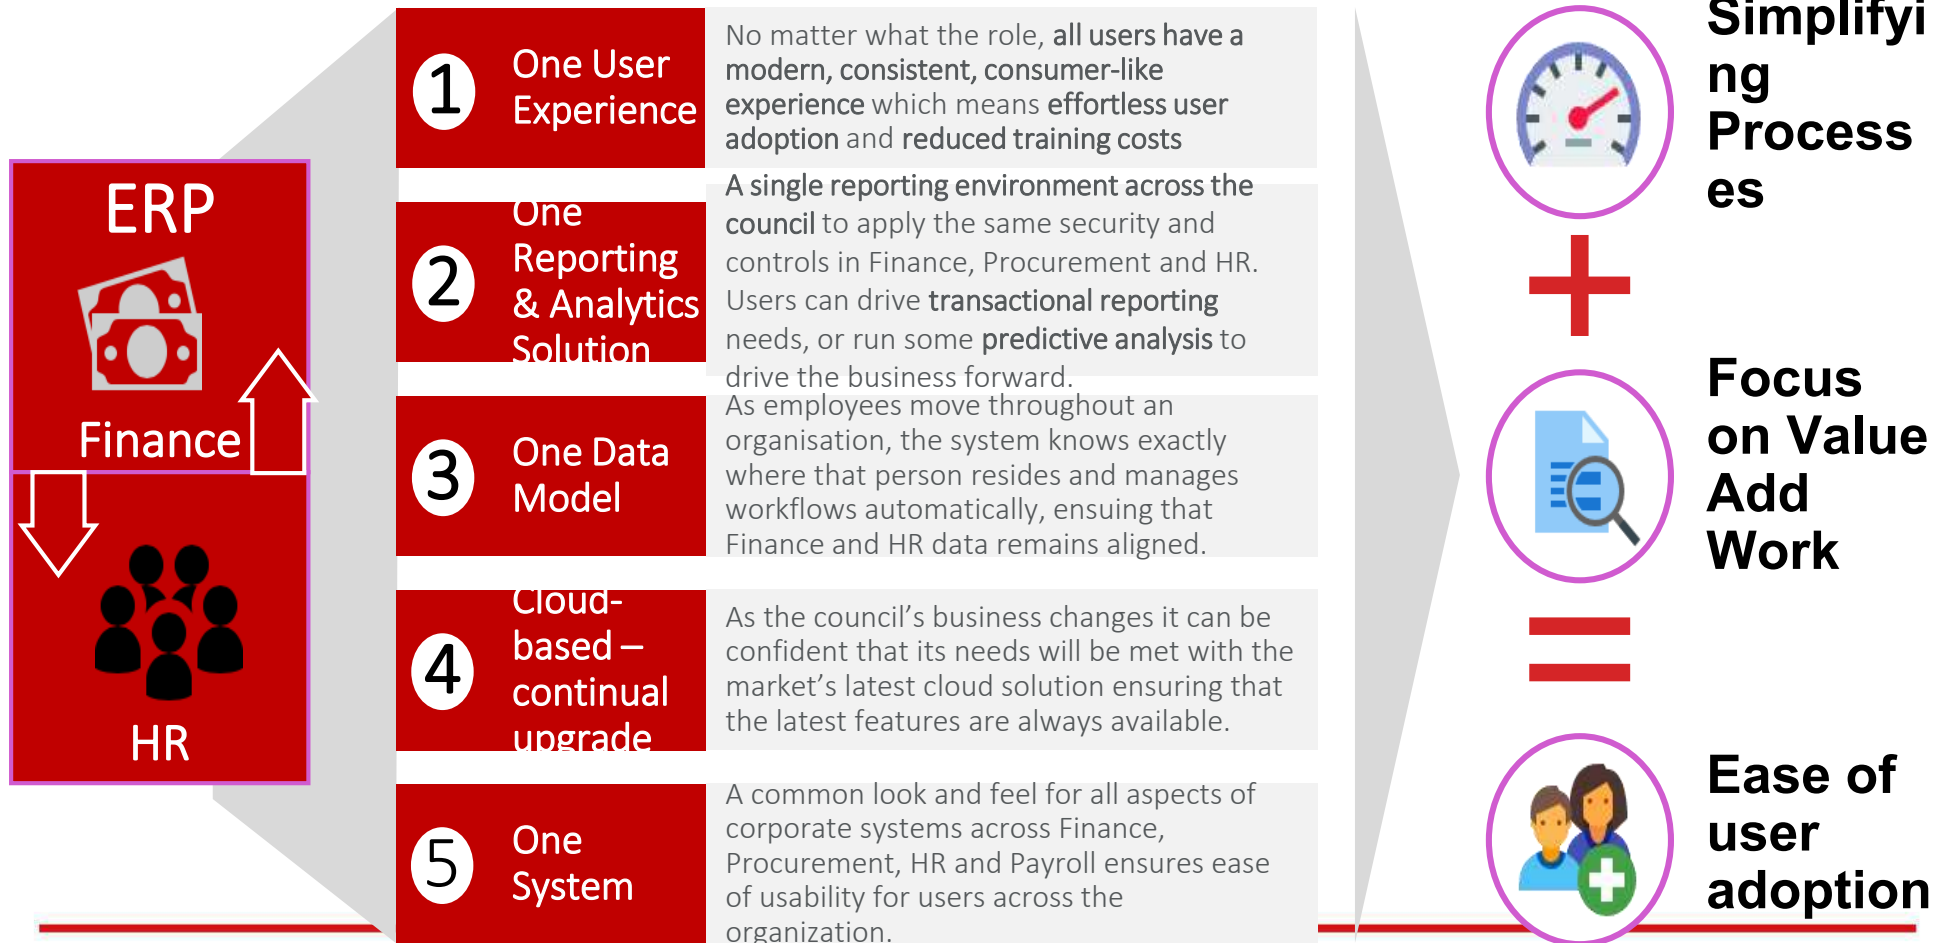 ERP
Finance
HR
1
One User
Experience
No matter what the role, all users have a
modern, consistent, consumer-like
experience which means effortless user
adoption and reduced training costs
2
One
Reporting
& Analytics
Solution
A single reporting environment across the
council to apply the same security and
controls in Finance, Procurement and HR.
Users can drive transactional reporting
needs, or run some predictive analysis to
drive the business forward.
3
One Data
Model
As employees move throughout an
organisation, the system knows exactly
where that person resides and manages
workflows automatically, ensuing that
Finance and HR data remains aligned.
4
Cloud-
based –
continual
upgrade
As the council’s business changes it can be
confident that its needs will be met with the
market’s latest cloud solution ensuring that
the latest features are always available.
5
One
System
A common look and feel for all aspects of
corporate systems across Finance,
Procurement, HR and Payroll ensures ease
of usability for users across the
organization.
Simplifyi
ng
Process
es
+
Focus
on Value
Add
Work
=
Ease of
user
adoption